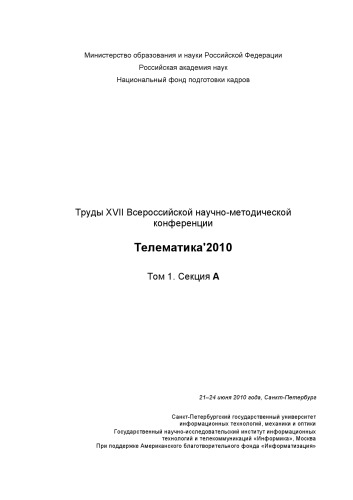 Министерство образования и науки Российской Федерации
Российская академия наук
Национальный фонд подготовки кадров
Труды XVII Всероссийской научно-методической
конференции
Телематика'2010
Том 1. Секция А
21–24 июня 2010 года, Санкт-Петербург
Санкт-Петербургский государственный университет
информационных технологий, механики и оптики
Государственный научно-исследовательский институт информационных
технологий и телекоммуникаций «Информика», Москва
При поддержке Американского благотворительного фонда «Информатизация»